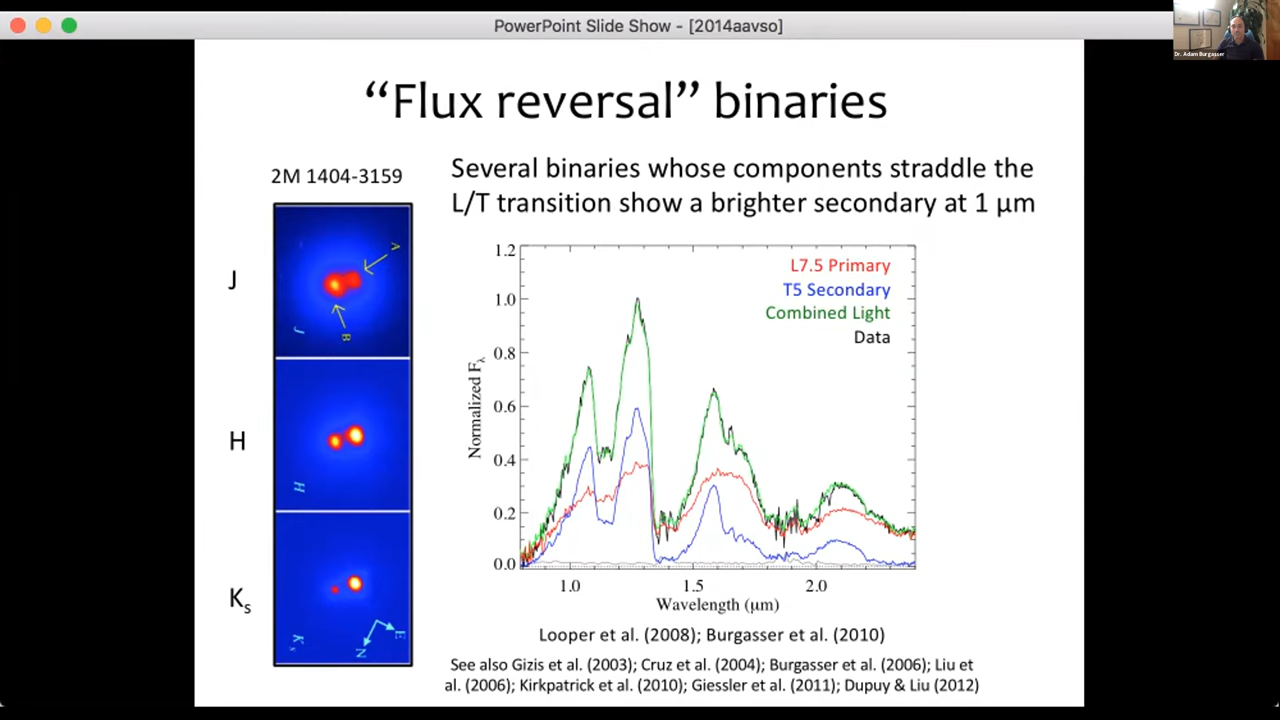 PowerPoint Slide Show - [2014aavso]
Dr. Adam Burgasser
“Flux reversal” binaries
2M 1404-3159
Several binaries whose components straddle the
L/T transition show a brighter secondary at 1 μm
J
A
B
J
H
H
Ks
Ks
N
E
1.2
1.0
0.8
0.6
0.4
0.2
0.0
Normalized Fλ
L7.5 Primary
T5 Secondary
Combined Light
Data
1.0 1.5 2.0
Wavelength (μm)
Looper et al. (2008); Burgasser et al. (2010)
See also Gizis et al. (2003); Cruz et al. (2004); Burgasser et al. (2006); Liu et
al. (2006); Kirkpatrick et al. (2010); Giessler et al. (2011); Dupuy & Liu (2012)